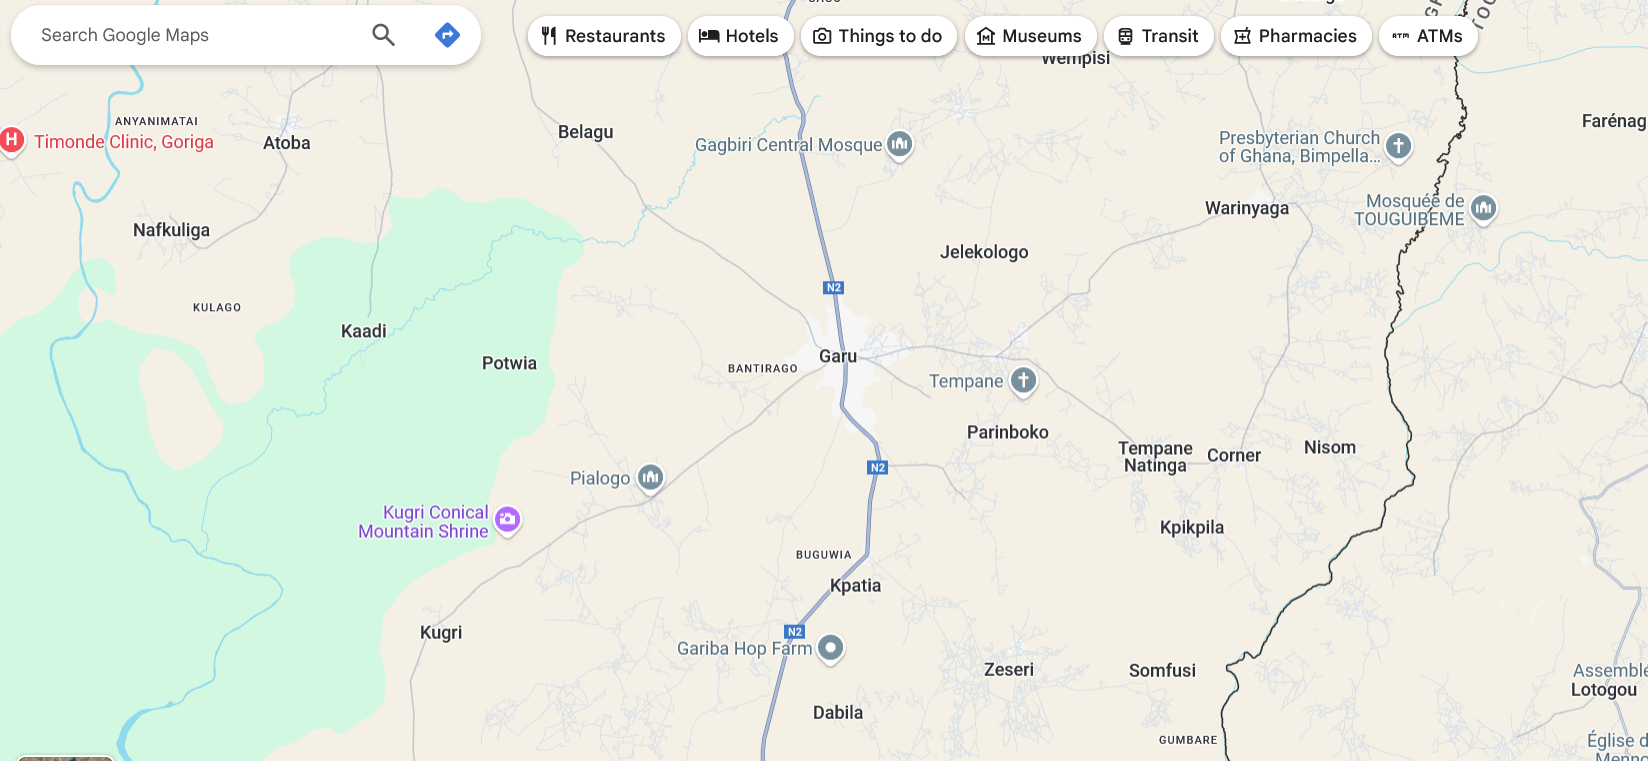 Search Google Maps
Restaurants
Hotels
Things to do
Museums
Transit
Pharmacies
ATM
ATMs
Wempisi
ANYANIMATAI
H
Timonde Clinic, Goriga
Atoba
Belagu
Gagbiri Central Mosque
Presbyterian Church
of Ghana, Bimpella...
Farénag
Mosquée de
TOUGUIBEME
Warinyaga
Nafkuliga
Jelekologo
N2
KULAGO
Kaadi
Potwia
Garu
BANTIRAGO
Tempane
Parinboko
Tempane
Natinga
Corner
Nisom
N2
Pialogo
Kugri Conical
Mountain Shrine
Kpikpila
BUGUWIA
Kpatia
Kugri
N2
Gariba Hop Farm
Zeseri
Somfusi
Assemblé
Lotogou
Dabila
GUMBARE
Église d